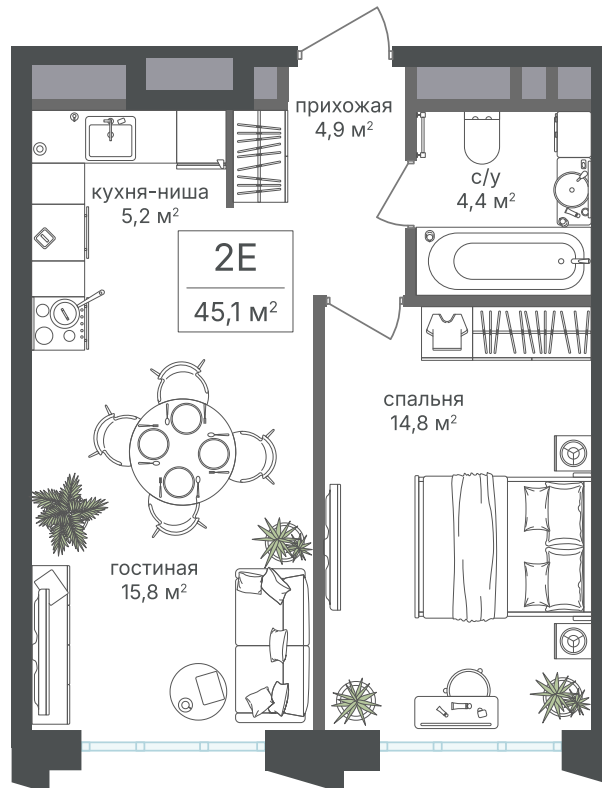 прихожая
4,9 м²
кухня-ниша
5,2 м²
с/у
4,4 м²
2Е
45,1 м²
спальня
14,8 м²
гостиная
15,8 м²